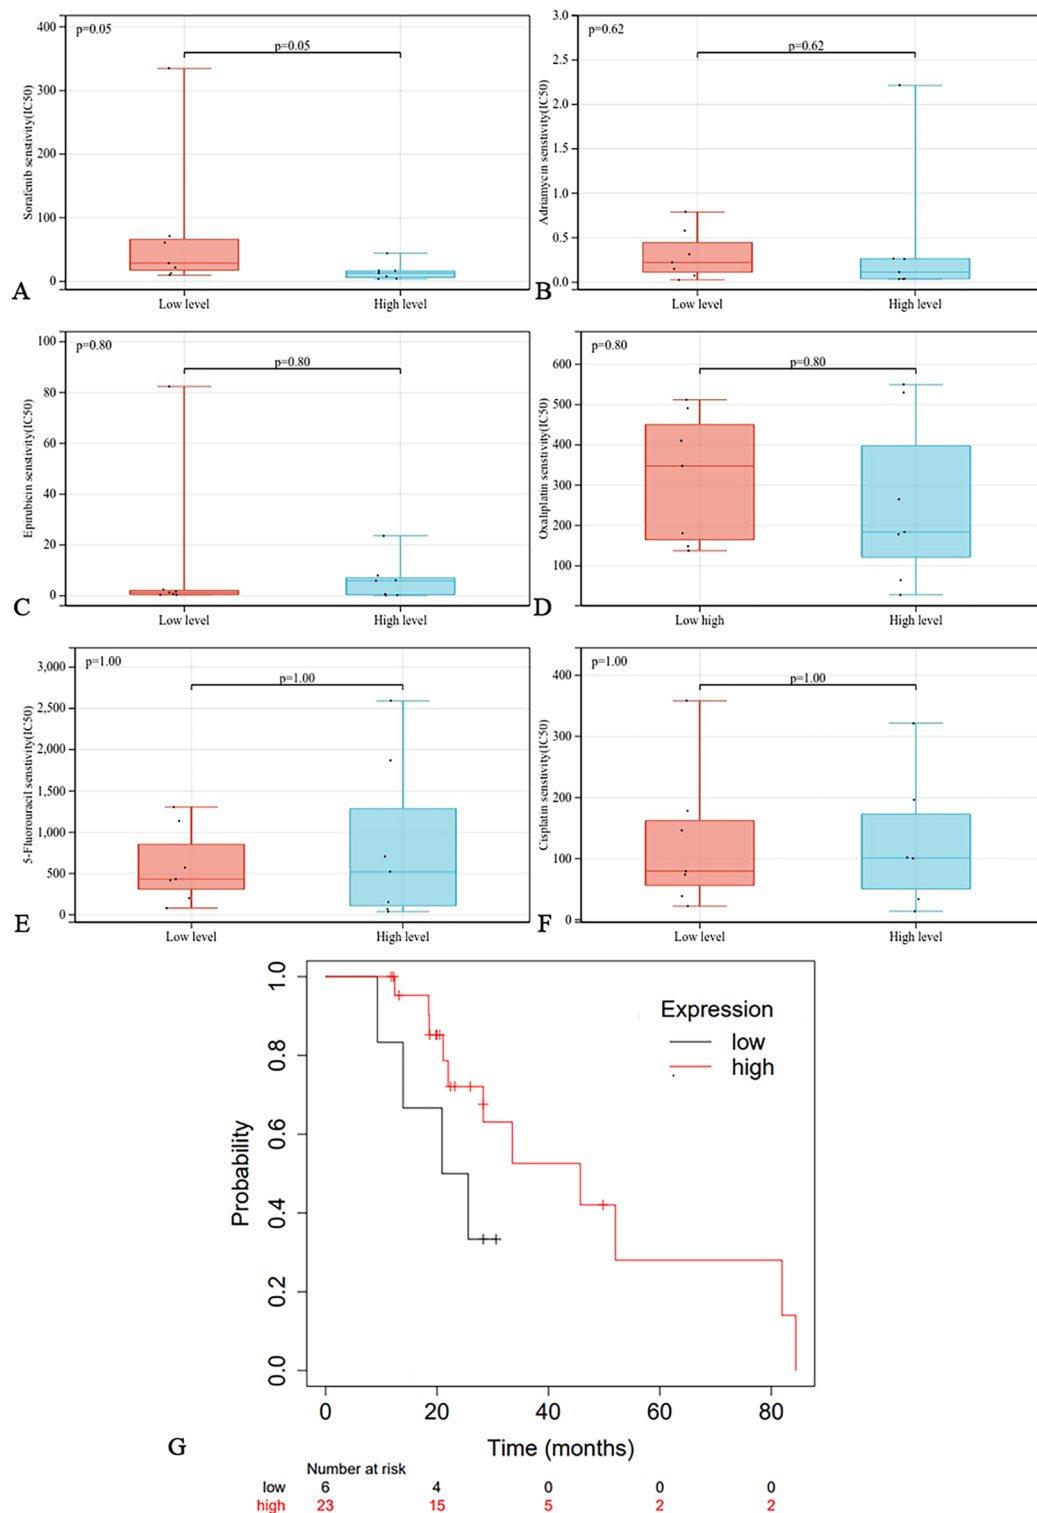 p=0.05
p=0.05
400
300
200
100
0
Sorafenib senstivity(IC50)
Low level
High level
A
p=0.62
p=0.62
3.0
2.5
2.0
1.5
1.0
0.5
0.0
Adriamycin senstivity(IC50)
Low level
High level
B
p=0.80
p=0.80
100
80
60
40
20
0
Epirubicin senstivity(IC50)
Low level
High level
C
p=0.80
p=0.80
600
500
400
300
200
100
Oxaliplatin senstivity(IC50)
Low high
High level
D
p=1.00
p=1.00
3,000
2,500
2,000
1,500
1,000
500
0
5-Fluorouracil senstivity(IC50)
Low level
High level
E
p=1.00
p=1.00
400
300
200
100
0
Cisplatin senstivity(IC50)
Low level
High level
F
Expression
low
high
1.0
0.8
0.6
0.4
0.2
0.0
Probability
0 20 40 60 80
Time (months)
G
Number at risk
low 6 4 0 0 0
high 23 15 5 2 2